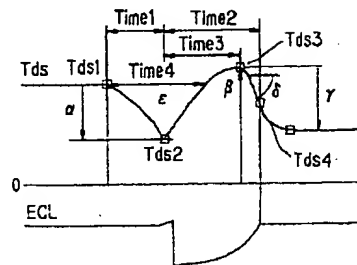 Time1 Time2
Time3 Tds3
Tds Tds1 Time4
ε β δ γ
α
Tds2 Tds4
0
ECL